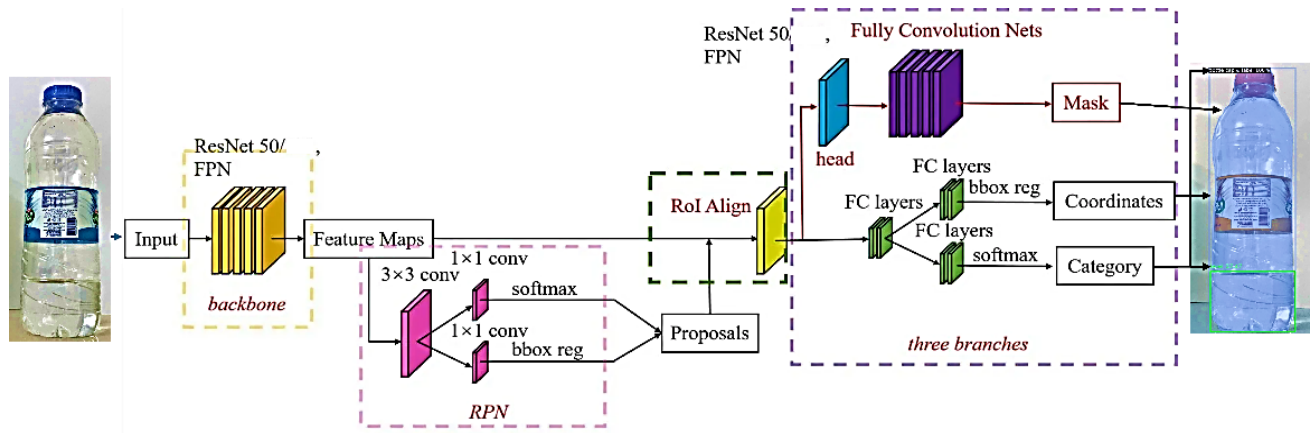 ResNet 50/ ,
FPN
Input
backbone
Feature Maps
3×3 conv
1×1 conv
softmax
1×1 conv
bbox reg
RPN
Proposals
RoI Align
ResNet 50/ ,
FPN
Fully Convolution Nets
head
Mask
FC layers
FC layers
bbox reg
Coordinates
FC layers
softmax
Category
three branches